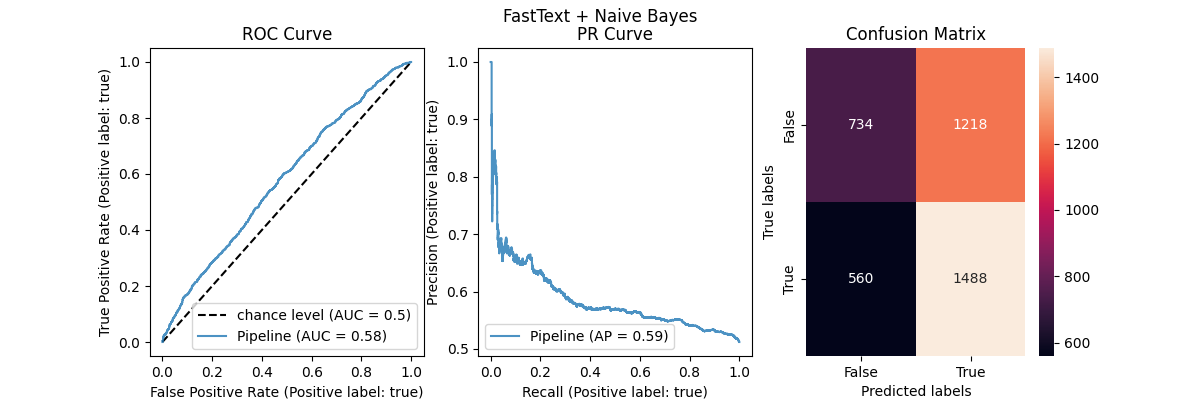 FastText + Naive Bayes
ROC Curve
True Positive Rate (Positive label: true)
1.0
0.8
0.6
0.4
0.2
0.0
chance level (AUC = 0.5)
Pipeline (AUC = 0.58)
0.0 0.2 0.4 0.6 0.8 1.0
False Positive Rate (Positive label: true)
PR Curve
Precision (Positive label: true)
1.0
0.9
0.8
0.7
0.6
0.5
Pipeline (AP = 0.59)
0.0 0.2 0.4 0.6 0.8 1.0
Recall (Positive label: true)
Confusion Matrix
True labels
False
True
734 1218
560 1488
False True
Predicted labels
1400
1200
1000
800
600